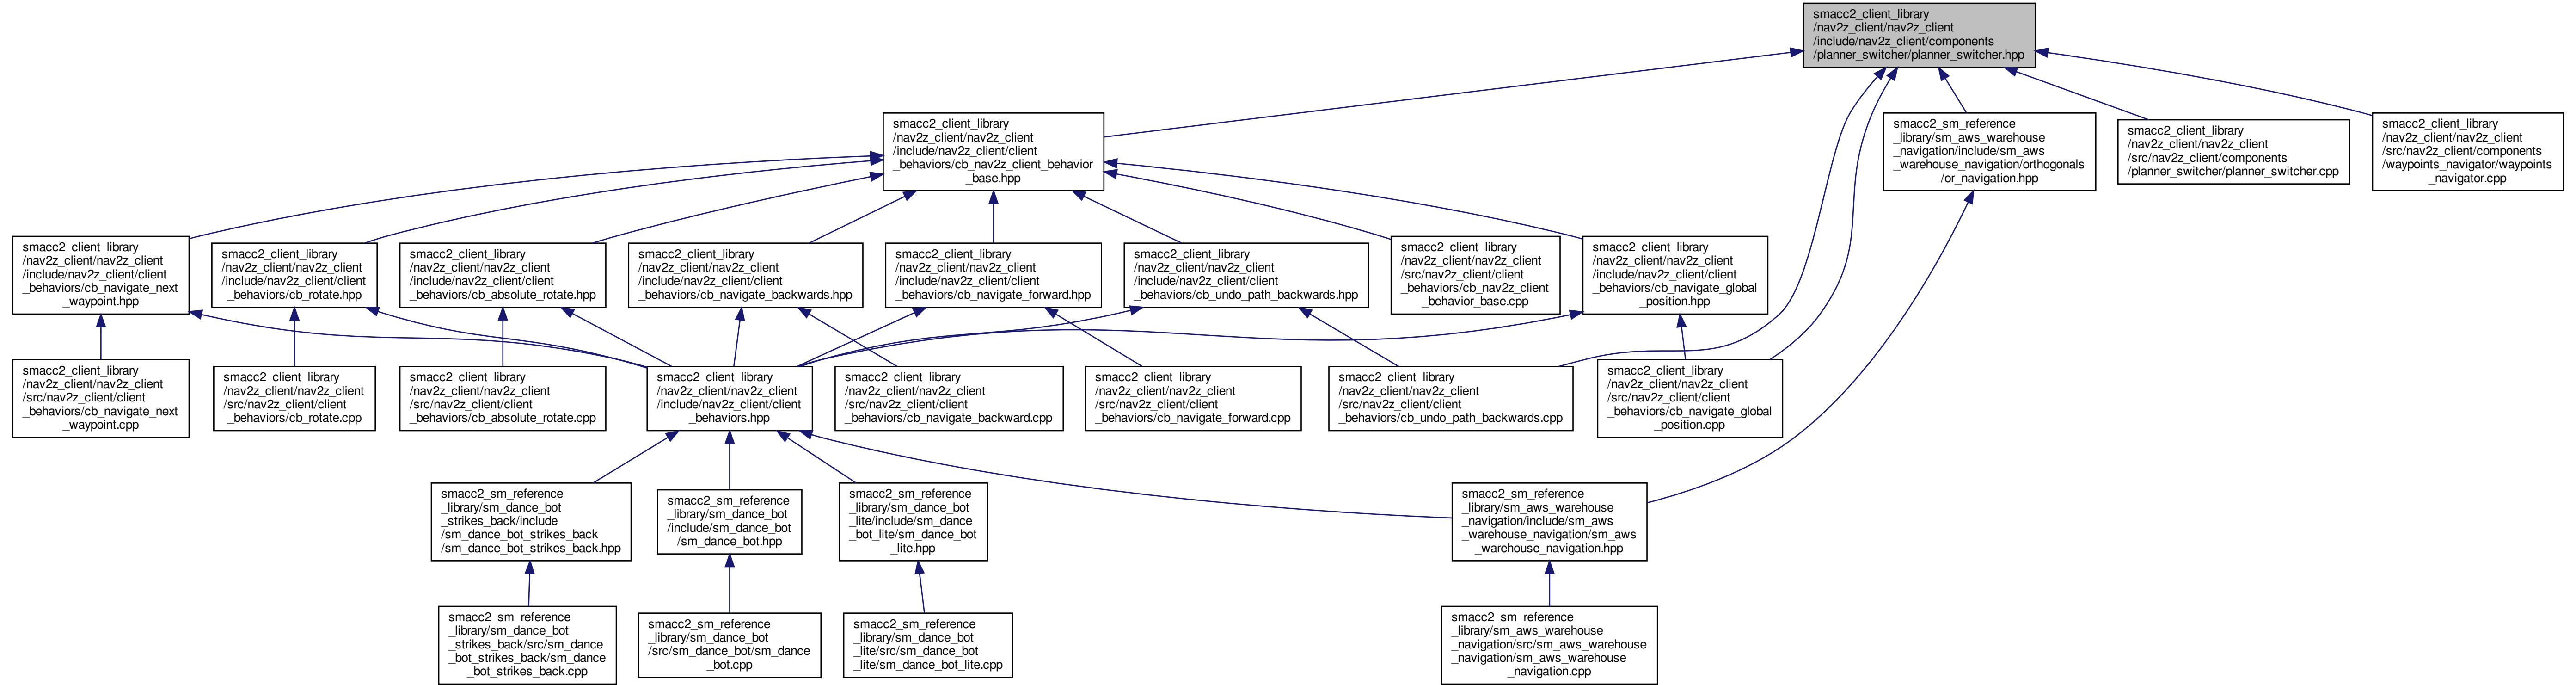 smacc2_client_library
/nav2z_client/nav2z_client
/include/nav2z_client/components
/planner_switcher/planner_switcher.hpp
smacc2_client_library
/nav2z_client/nav2z_client
/include/nav2z_client/client
_behaviors/cb_nav2z_client_behavior
_base.hpp
smacc2_sm_reference
_library/sm_aws_warehouse
_navigation/include/sm_aws
_warehouse_navigation/orthogonals
/or_navigation.hpp
smacc2_client_library
/nav2z_client/nav2z_client
/src/nav2z_client/components
/planner_switcher/planner_switcher.cpp
smacc2_client_library
/nav2z_client/nav2z_client
/src/nav2z_client/components
/waypoints_navigator/waypoints
_navigator.cpp
smacc2_client_library
/nav2z_client/nav2z_client
/include/nav2z_client/client
_behaviors/cb_navigate_next
_waypoint.hpp
smacc2_client_library
/nav2z_client/nav2z_client
/include/nav2z_client/client
_behaviors/cb_rotate.hpp
smacc2_client_library
/nav2z_client/nav2z_client
/include/nav2z_client/client
_behaviors/cb_absolute_rotate.hpp
smacc2_client_library
/nav2z_client/nav2z_client
/include/nav2z_client/client
_behaviors/cb_navigate_backwards.hpp
smacc2_client_library
/nav2z_client/nav2z_client
/include/nav2z_client/client
_behaviors/cb_navigate_forward.hpp
smacc2_client_library
/nav2z_client/nav2z_client
/include/nav2z_client/client
_behaviors/cb_undo_path_backwards.hpp
smacc2_client_library
/nav2z_client/nav2z_client
/src/nav2z_client/client
_behaviors/cb_nav2z_client
_behavior_base.cpp
smacc2_client_library
/nav2z_client/nav2z_client
/include/nav2z_client/client
_behaviors/cb_navigate_global
_position.hpp
smacc2_client_library
/nav2z_client/nav2z_client
/src/nav2z_client/client
_behaviors/cb_navigate_next
_waypoint.cpp
smacc2_client_library
/nav2z_client/nav2z_client
/src/nav2z_client/client
_behaviors/cb_rotate.cpp
smacc2_client_library
/nav2z_client/nav2z_client
/src/nav2z_client/client
_behaviors/cb_absolute_rotate.cpp
smacc2_client_library
/nav2z_client/nav2z_client
/include/nav2z_client/client
_behaviors.hpp
smacc2_client_library
/nav2z_client/nav2z_client
/src/nav2z_client/client
_behaviors/cb_navigate_backward.cpp
smacc2_client_library
/nav2z_client/nav2z_client
/src/nav2z_client/client
_behaviors/cb_navigate_forward.cpp
smacc2_client_library
/nav2z_client/nav2z_client
/src/nav2z_client/client
_behaviors/cb_undo_path_backwards.cpp
smacc2_client_library
/nav2z_client/nav2z_client
/src/nav2z_client/client
_behaviors/cb_navigate_global
_position.cpp
smacc2_sm_reference
_library/sm_dance_bot
_strikes_back/include
/sm_dance_bot_strikes_back
/sm_dance_bot_strikes_back.hpp
smacc2_sm_reference
_library/sm_dance_bot
/include/sm_dance_bot
/sm_dance_bot.hpp
smacc2_sm_reference
_library/sm_dance_bot
_lite/include/sm_dance
_bot_lite/sm_dance_bot
_lite.hpp
smacc2_sm_reference
_library/sm_aws_warehouse
_navigation/include/sm_aws
_warehouse_navigation/sm_aws
_warehouse_navigation.hpp
smacc2_sm_reference
_library/sm_dance_bot
_strikes_back/src/sm_dance
_bot_strikes_back/sm_dance
_bot_strikes_back.cpp
smacc2_sm_reference
_library/sm_dance_bot
/src/sm_dance_bot/sm_dance
_bot.cpp
smacc2_sm_reference
_library/sm_dance_bot
_lite/src/sm_dance_bot
_lite/sm_dance_bot_lite.cpp
smacc2_sm_reference
_library/sm_aws_warehouse
_navigation/src/sm_aws_warehouse
_navigation/sm_aws_warehouse
_navigation.cpp